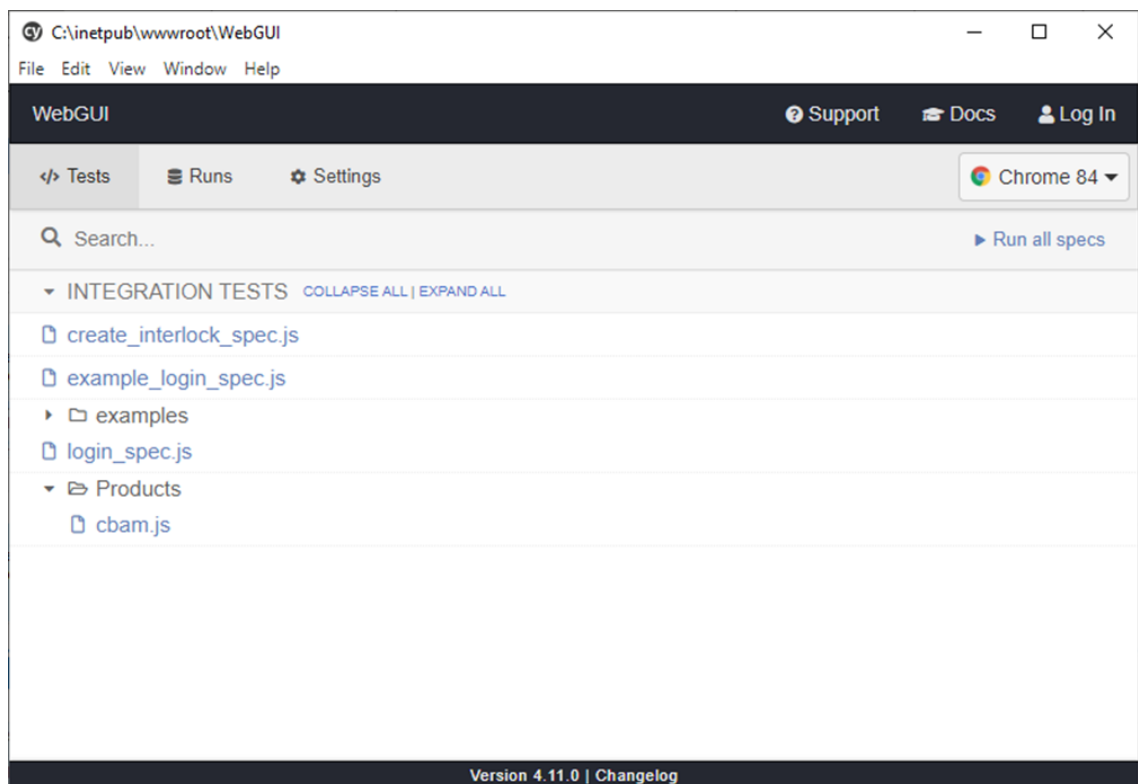 cy C:\inetpub\wwwroot\WebGUI
File Edit View Window Help
WebGUI Support Docs Log In
</> Tests Runs Settings Chrome 84
Search... Run all specs
INTEGRATION TESTS COLLAPSE ALL | EXPAND ALL
create_interlock_spec.js
example_login_spec.js
examples
login_spec.js
Products
cbam.js
Version 4.11.0 | Changelog